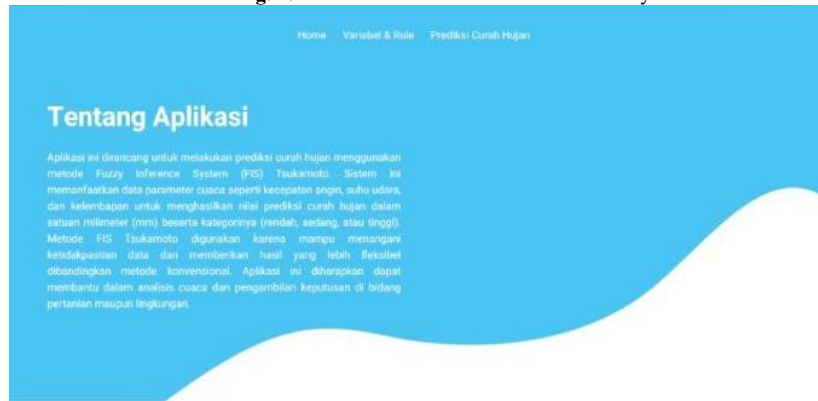 Home Variabel & Rule Prediksi Curah Hujan
Tentang Aplikasi
Aplikasi ini dirancang untuk melakukan prediksi curah hujan menggunakan
metode Fuzzy Inference System (FIS) Tsukamoto. Sistem ini
memanfaatkan data parameter cuaca seperti kecepatan angin, suhu udara,
dan kelembapan untuk menghasilkan nilai prediksi curah hujan dalam
satuan milimeter (mm) beserta kategorinya (rendah, sedang, atau tinggi).
Metode FIS Tsukamoto digunakan karena mampu menangani
ketidakpastian data dan memberikan hasil yang lebih fleksibel
dibandingkan metode konvensional. Aplikasi ini diharapkan dapat
membantu dalam analisis cuaca dan pengambilan keputusan di bidang
pertanian maupun lingkungan.